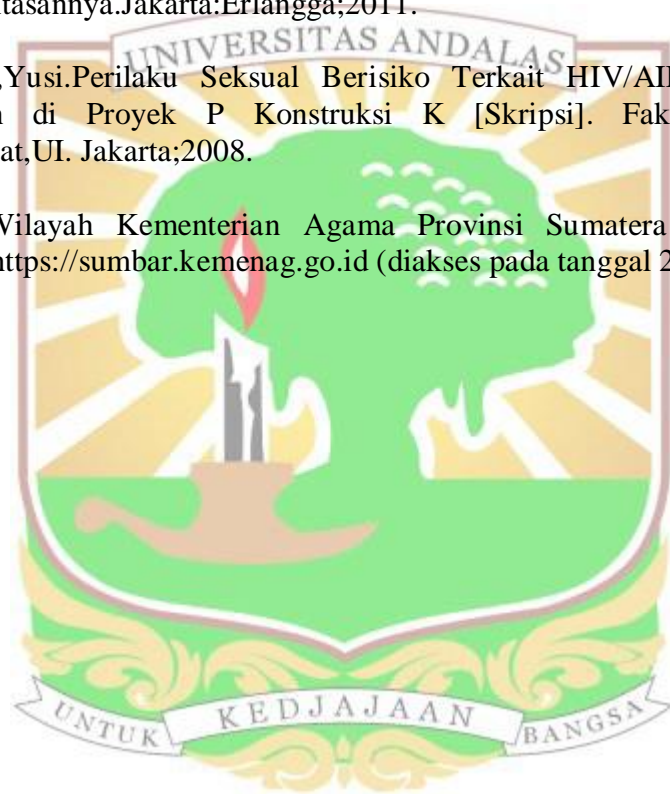 tasannya.Jakarta:Erlangga;2011.
UNIVERSITAS ANDALAS
,Yusi.Perilaku Seksual Berisiko Terkait HIV/AI
di Proyek P Konstruksi K [Skripsi]. Fak
at,UI. Jakarta;2008.
Wilayah Kementerian Agama Provinsi Sumatera
https://sumbar.kemenag.go.id (diakses pada tanggal 2
UNTUK KEDJAJAAN BANGSA